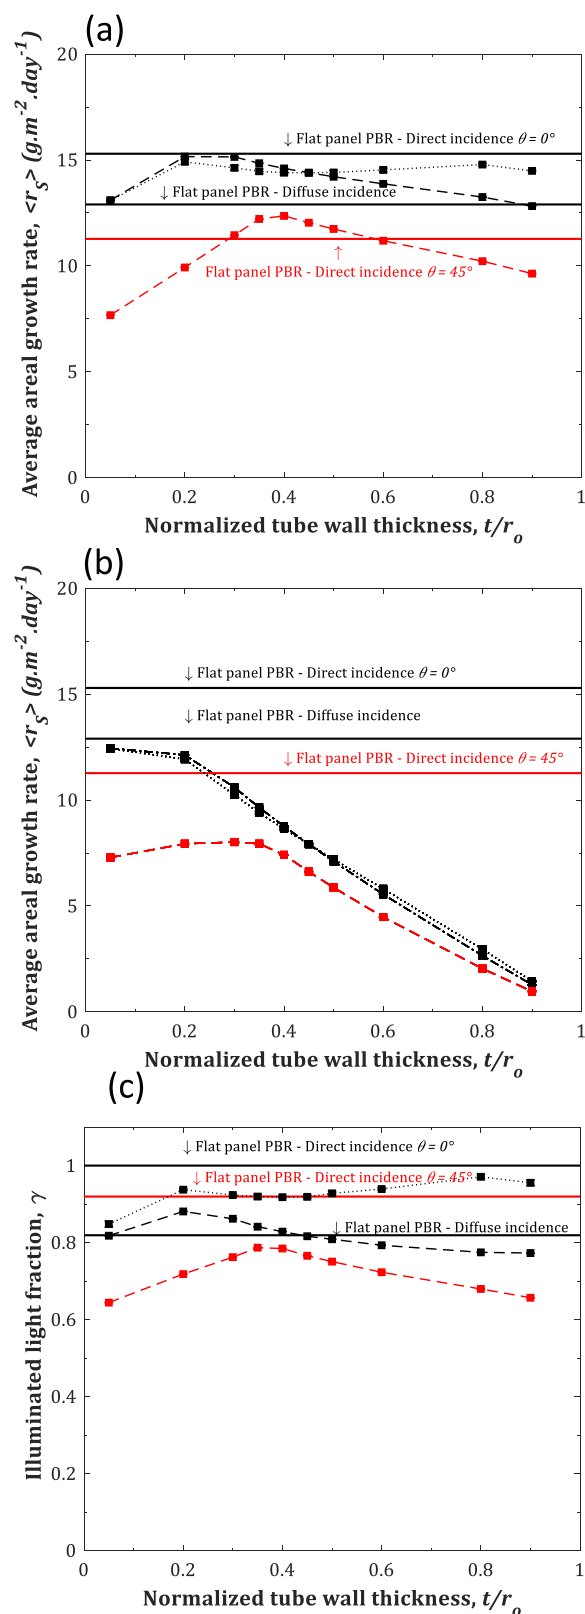 (a)
20
↓ Flat panel PBR - Direct incidence θ = 0°
15
↓ Flat panel PBR - Diffuse incidence
10
Flat panel PBR - Direct incidence θ = 45°
↑
5
0
0 0.2 0.4 0.6 0.8 1
Average areal growth rate, <r_S> (g.m⁻².day⁻¹)
Normalized tube wall thickness, t/r_o
(b)
20
↓ Flat panel PBR - Direct incidence θ = 0°
15
↓ Flat panel PBR - Diffuse incidence
↓ Flat panel PBR - Direct incidence θ = 45°
10
5
0
0 0.2 0.4 0.6 0.8 1
Average areal growth rate, <r_S> (g.m⁻².day⁻¹)
Normalized tube wall thickness, t/r_o
(c)
↓ Flat panel PBR - Direct incidence θ = 0°
1
↓ Flat panel PBR - Direct incidence θ = 45°
↓ Flat panel PBR - Diffuse incidence
0.8
0.6
0.4
0.2
0
0 0.2 0.4 0.6 0.8 1
Illuminated light fraction, γ
Normalized tube wall thickness, t/r_o